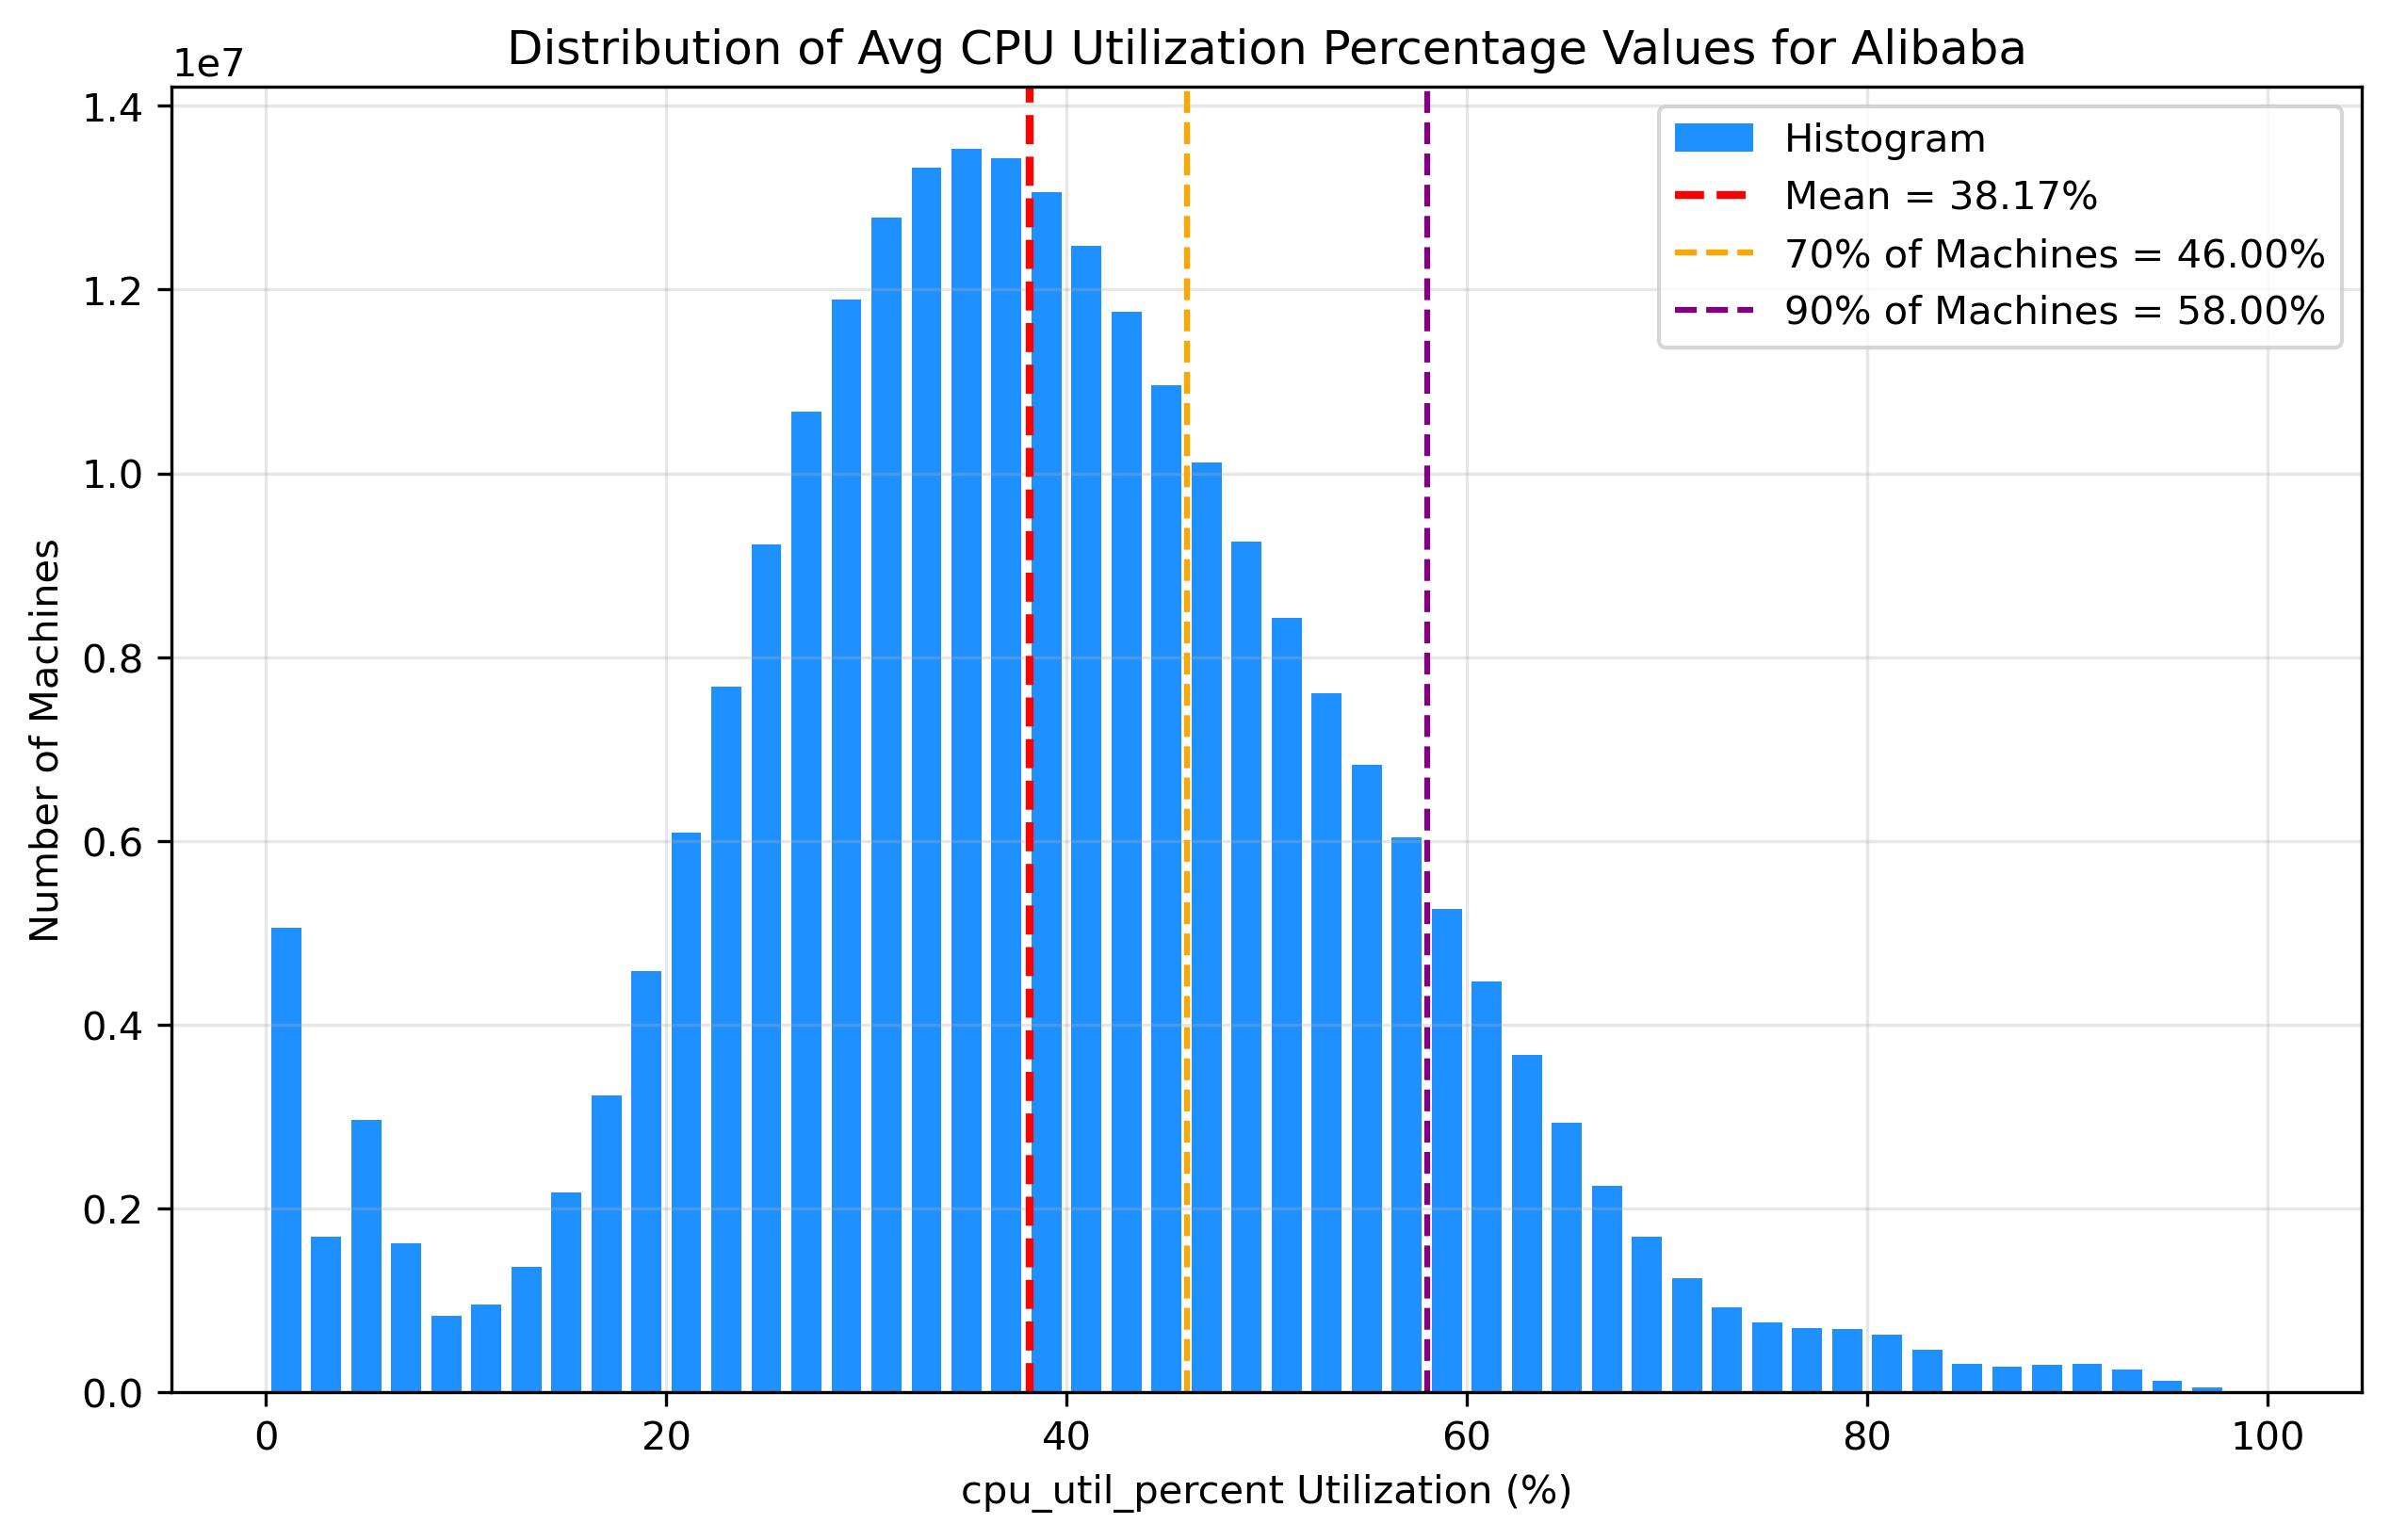 Distribution of Avg CPU Utilization Percentage Values for Alibaba
1e7
1.4
1.2
1.0
0.8
0.6
0.4
0.2
0.0
Number of Machines
Histogram
Mean = 38.17%
70% of Machines = 46.00%
90% of Machines = 58.00%
0 20 40 60 80 100
cpu_util_percent Utilization (%)